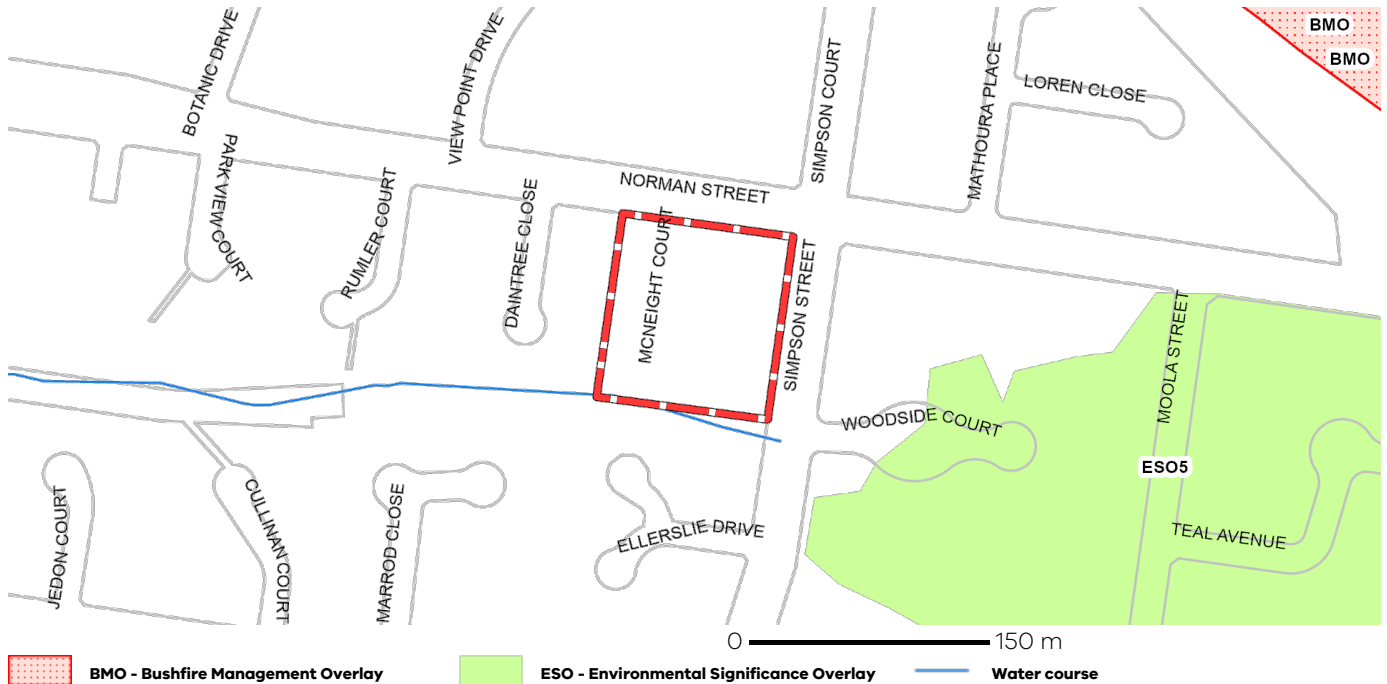 BMO
BMO
BOTANIC DRIVE
VIEW POINT DRIVE
SIMPSON COURT
MATHOURA PLACE
LOREN CLOSE
PARK VIEW COURT
RUMLER COURT
DAINTREE CLOSE
NORMAN STREET
MCNEIGHT COURT
SIMPSON STREET
MOOLA STREET
WOODSIDE COURT
ESO5
JEDON COURT
CULLINAN COURT
MARROD CLOSE
ELLERSLIE DRIVE
TEAL AVENUE
0 150 m
BMO - Bushfire Management Overlay
ESO - Environmental Significance Overlay
Water course